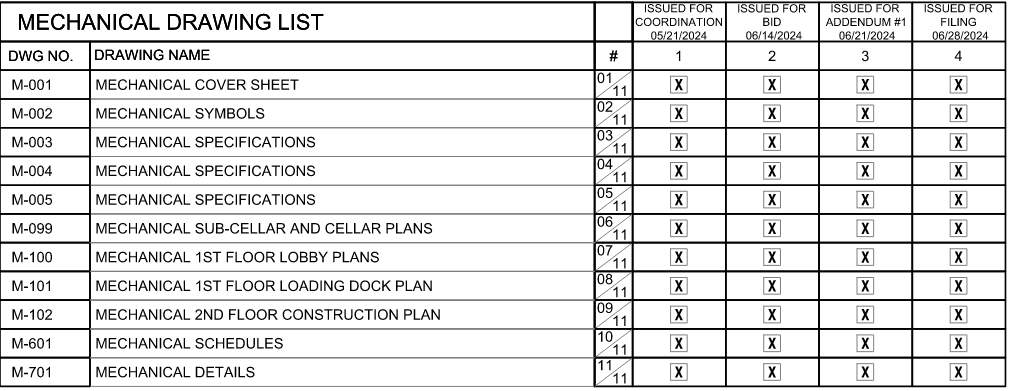 MECHANICAL DRAWING LIST
ISSUED FOR COORDINATION 05/21/2024
ISSUED FOR BID 06/14/2024
ISSUED FOR ADDENDUM #1 06/21/2024
ISSUED FOR FILING 06/28/2024
DWG NO. DRAWING NAME # 1 2 3 4
M-001 MECHANICAL COVER SHEET 01/11 X X X X
M-002 MECHANICAL SYMBOLS 02/11 X X X X
M-003 MECHANICAL SPECIFICATIONS 03/11 X X X X
M-004 MECHANICAL SPECIFICATIONS 04/11 X X X X
M-005 MECHANICAL SPECIFICATIONS 05/11 X X X X
M-099 MECHANICAL SUB-CELLAR AND CELLAR PLANS 06/11 X X X X
M-100 MECHANICAL 1ST FLOOR LOBBY PLANS 07/11 X X X X
M-101 MECHANICAL 1ST FLOOR LOADING DOCK PLAN 08/11 X X X X
M-102 MECHANICAL 2ND FLOOR CONSTRUCTION PLAN 09/11 X X X X
M-601 MECHANICAL SCHEDULES 10/11 X X X X
M-701 MECHANICAL DETAILS 11/11 X X X X